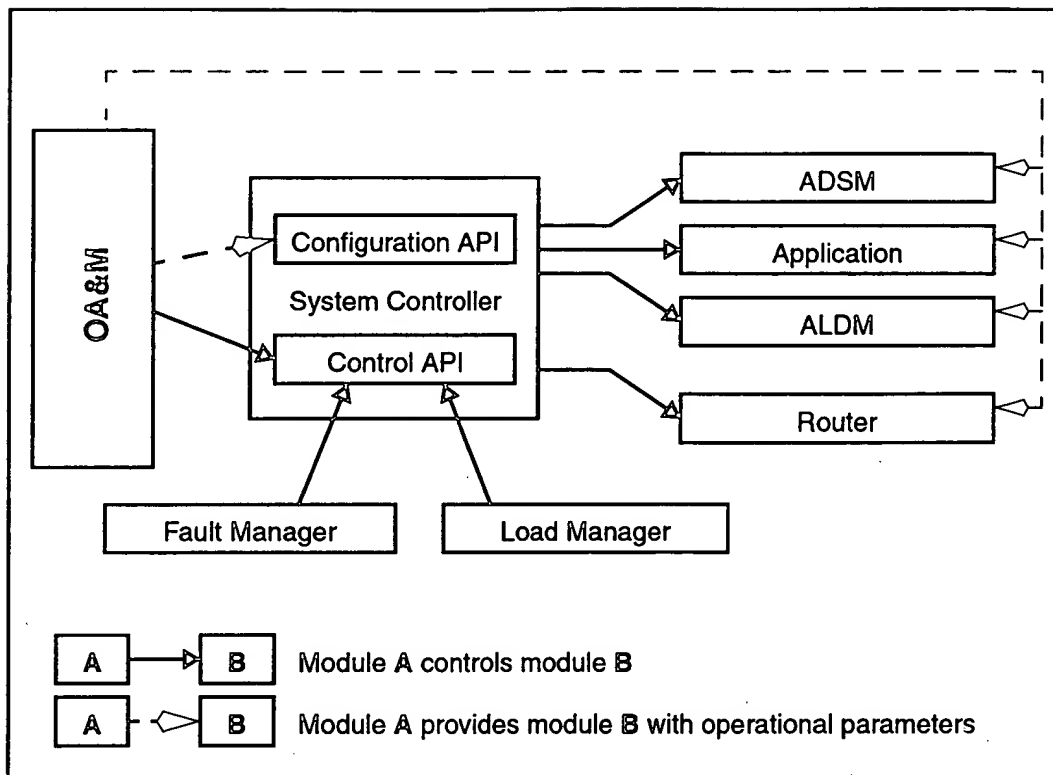 OA&M
Configuration API
System Controller
Control API
ADSM
Application
ALDM
Router
Fault Manager
Load Manager
A
B
Module A controls module B
A
B
Module A provides module B with operational parameters